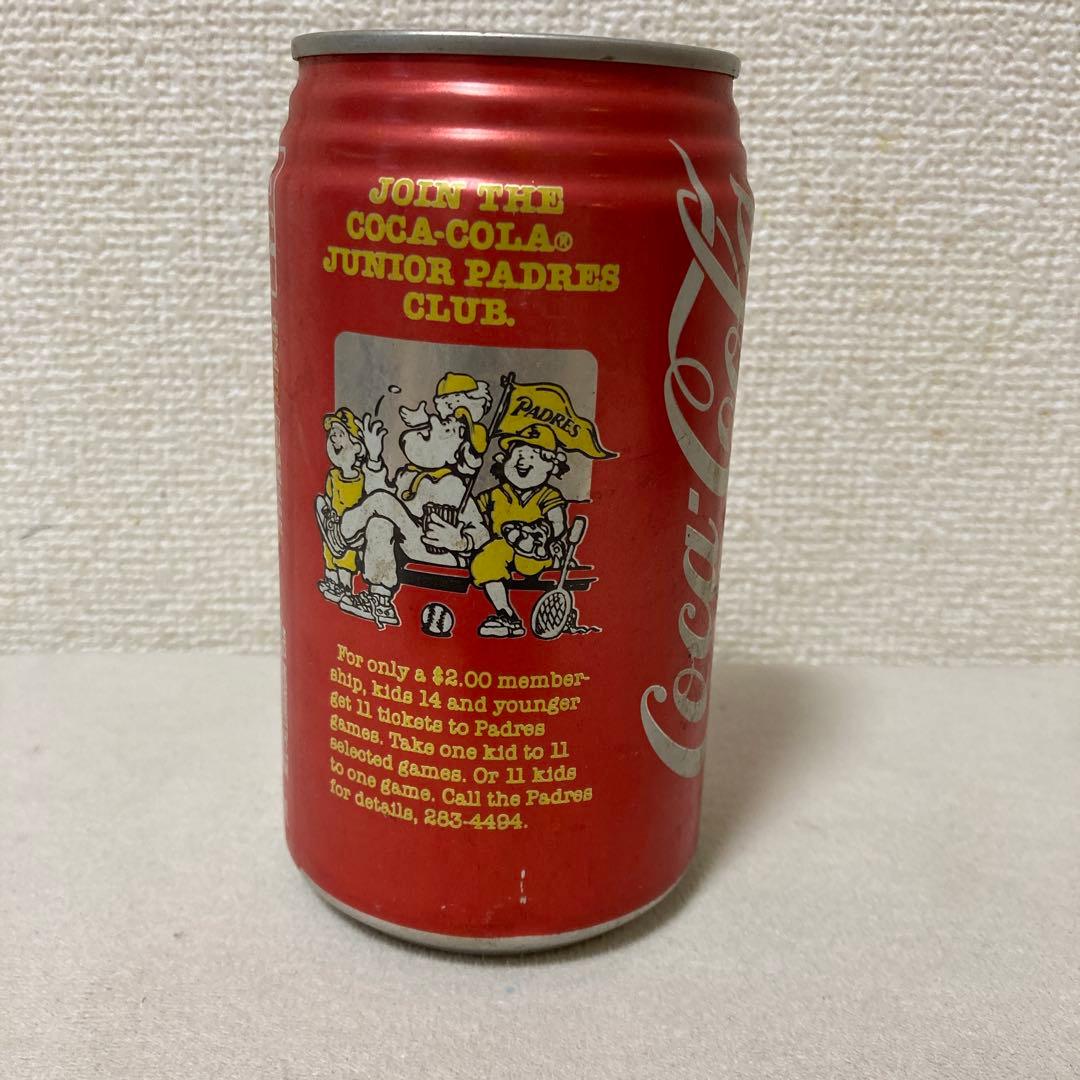 JOIN THE
COCA-COLA®
JUNIOR PADRES
CLUB.
PADRES
For only a $2.00 member-
ship, kids 14 and younger
get 11 tickets to Padres
games. Take one kid to 11
selected games. Or 11 kids
to one game. Call the Padres
for details, 283-4494.
Coca-Cola